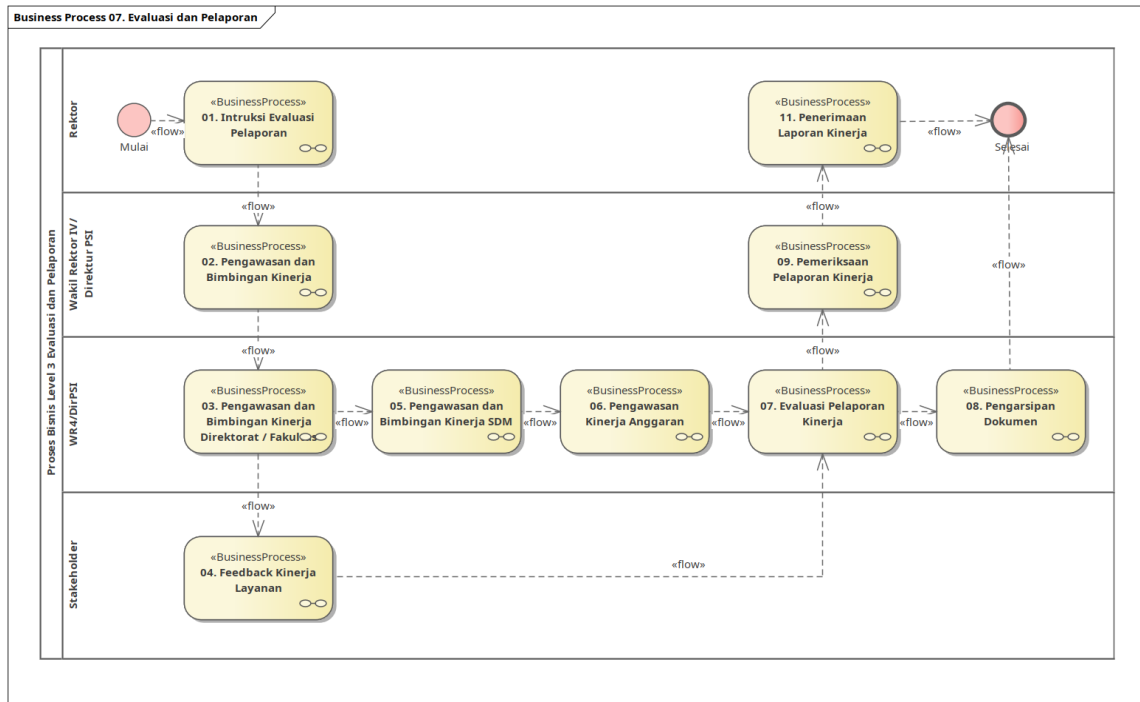 Business Process 07. Evaluasi dan Pelaporan
Proses Bisnis Level 3 Evaluasi dan Pelaporan
Rektor
Mulai
«flow»
«BusinessProcess»
01. Intruksi Evaluasi
Pelaporan
«BusinessProcess»
11. Penerimaan
Laporan Kinerja
«flow»
Selesai
«flow»
«flow»
Wakil Rektor IV/
Direktur PSI
«BusinessProcess»
02. Pengawasan dan
Bimbingan Kinerja
«BusinessProcess»
09. Pemeriksaan
Pelaporan Kinerja
«flow»
«flow»
«flow»
WR4/DirPSI
«BusinessProcess»
03. Pengawasan dan
Bimbingan Kinerja
Direktorat / Fakultas
«flow»
«BusinessProcess»
05. Pengawasan dan
Bimbingan Kinerja SDM
«flow»
«BusinessProcess»
06. Pengawasan
Kinerja Anggaran
«flow»
«BusinessProcess»
07. Evaluasi Pelaporan
Kinerja
«flow»
«BusinessProcess»
08. Pengarsipan
Dokumen
«flow»
Stakeholder
«BusinessProcess»
04. Feedback Kinerja
Layanan
«flow»